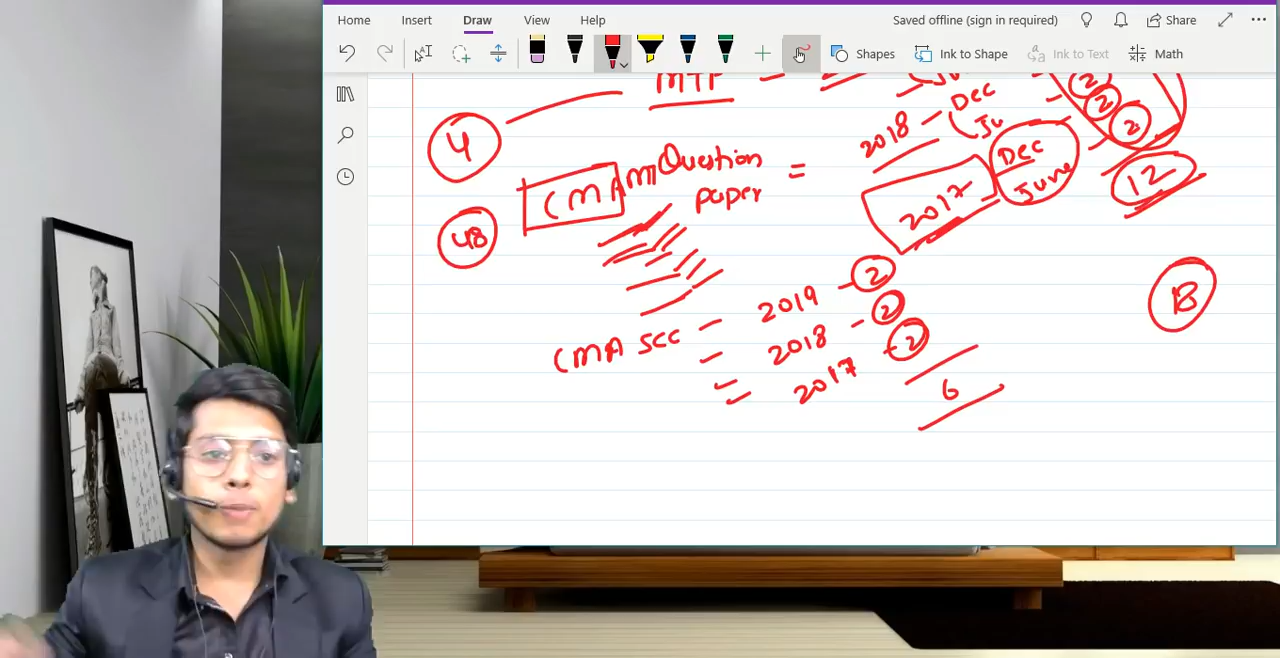 Home Insert Draw View Help Saved offline (sign in required) Share
Shapes Ink to Shape Ink to Text Math
MTP =
4
2018 - Dec
Ju
2
2
2
CMA Question paper =
2017 Dec June
12
48
CMA SCC - 2019 - 2
= 2018 - 2
= 2017 - 2
6
18